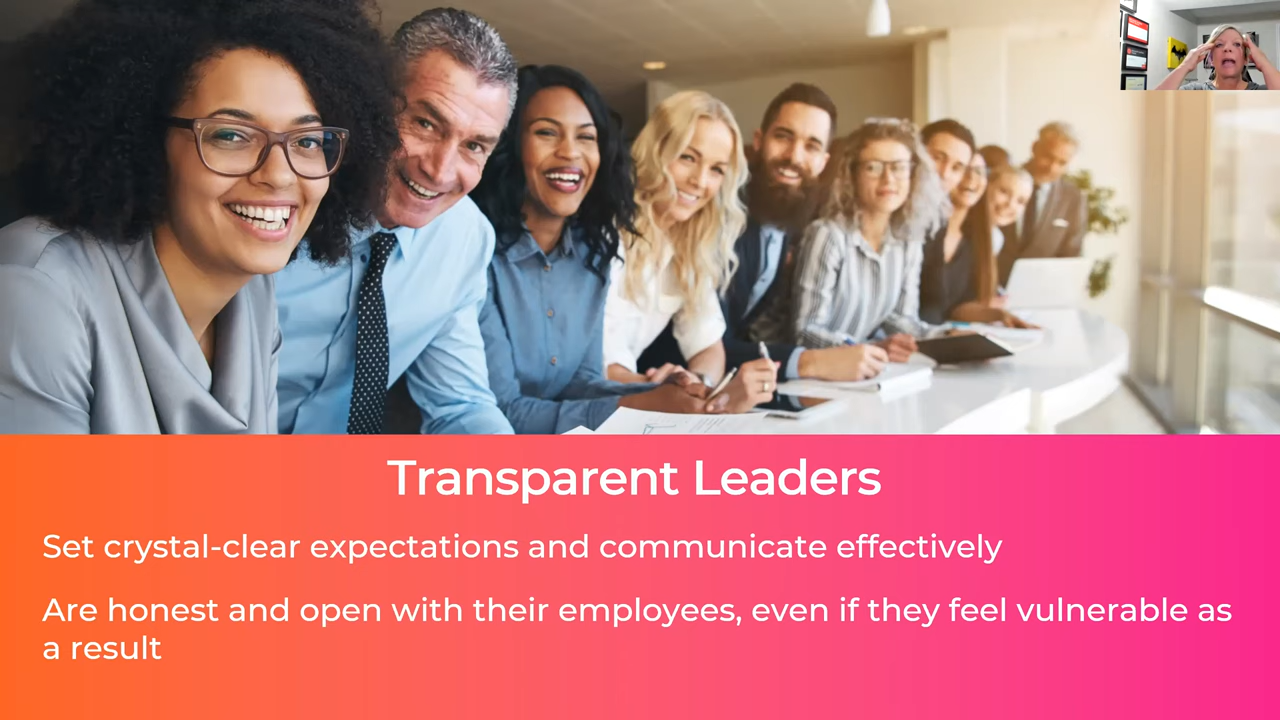 Transparent Leaders
Set crystal-clear expectations and communicate effectively
Are honest and open with their employees, even if they feel vulnerable as
a result